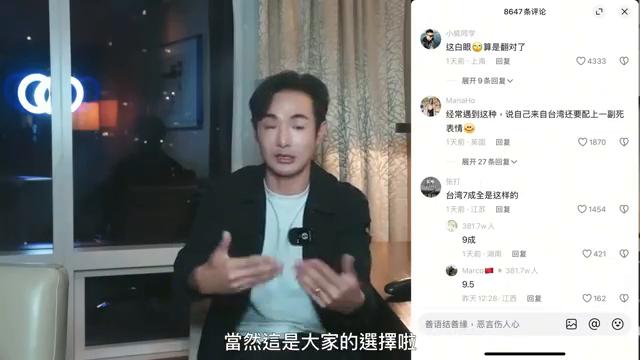 8647条评论
小嵐同学
这白眼🙄算是翻对了
1天前 · 上海 回复
4333
展开9条回复
MariaHo
经常遇到这种，说自己来自台湾还要配上一副死
表情😑
1天前 · 英国 回复
1870
展开27条回复
张打
台湾7成全是这样的
1天前 · 江苏 回复
1454
381.7w 人
9成
1天前 · 湖南 回复
421
Marco🇨🇳 ▸ 381.7w 人
9.5
昨天 12:28 · 江西 回复
162
善语结善缘，恶言伤人心
當然這是大家的選擇啦